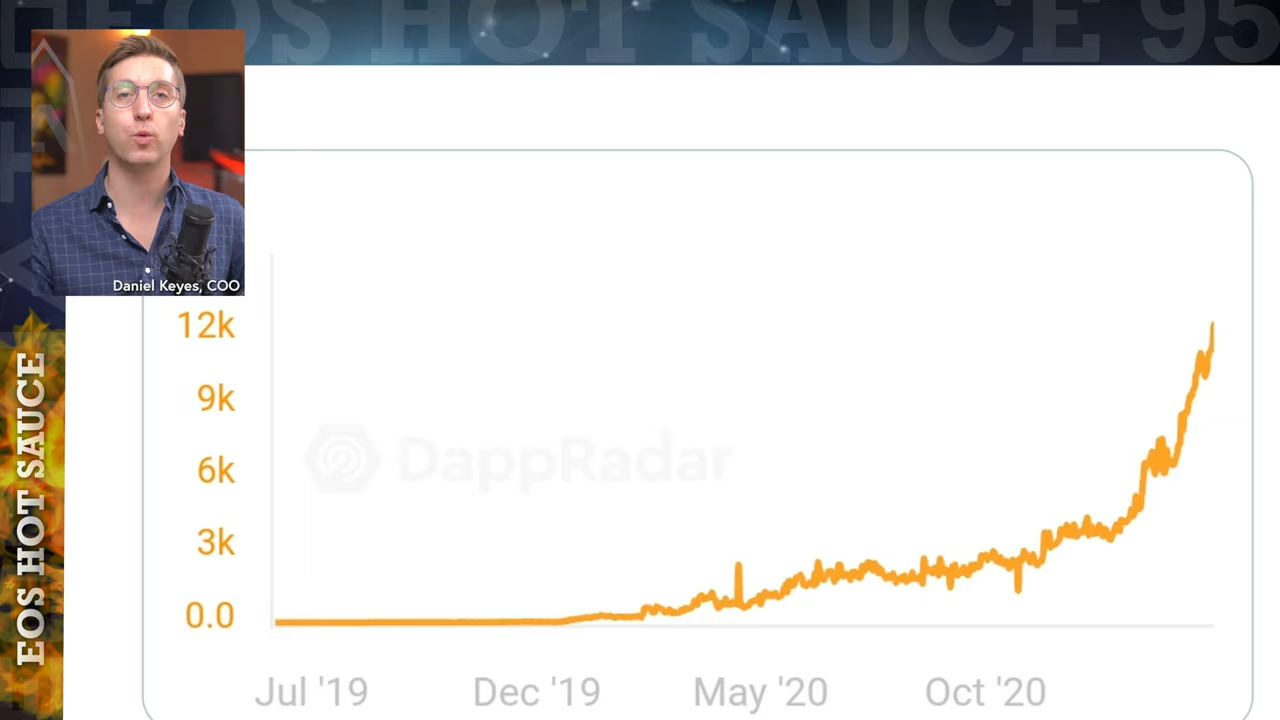 EOS HOT SAUCE 95
Daniel Keyes, COO
EOS HOT SAUCE
12k
9k
6k
3k
0.0
DappRadar
Jul '19
Dec '19
May '20
Oct '20